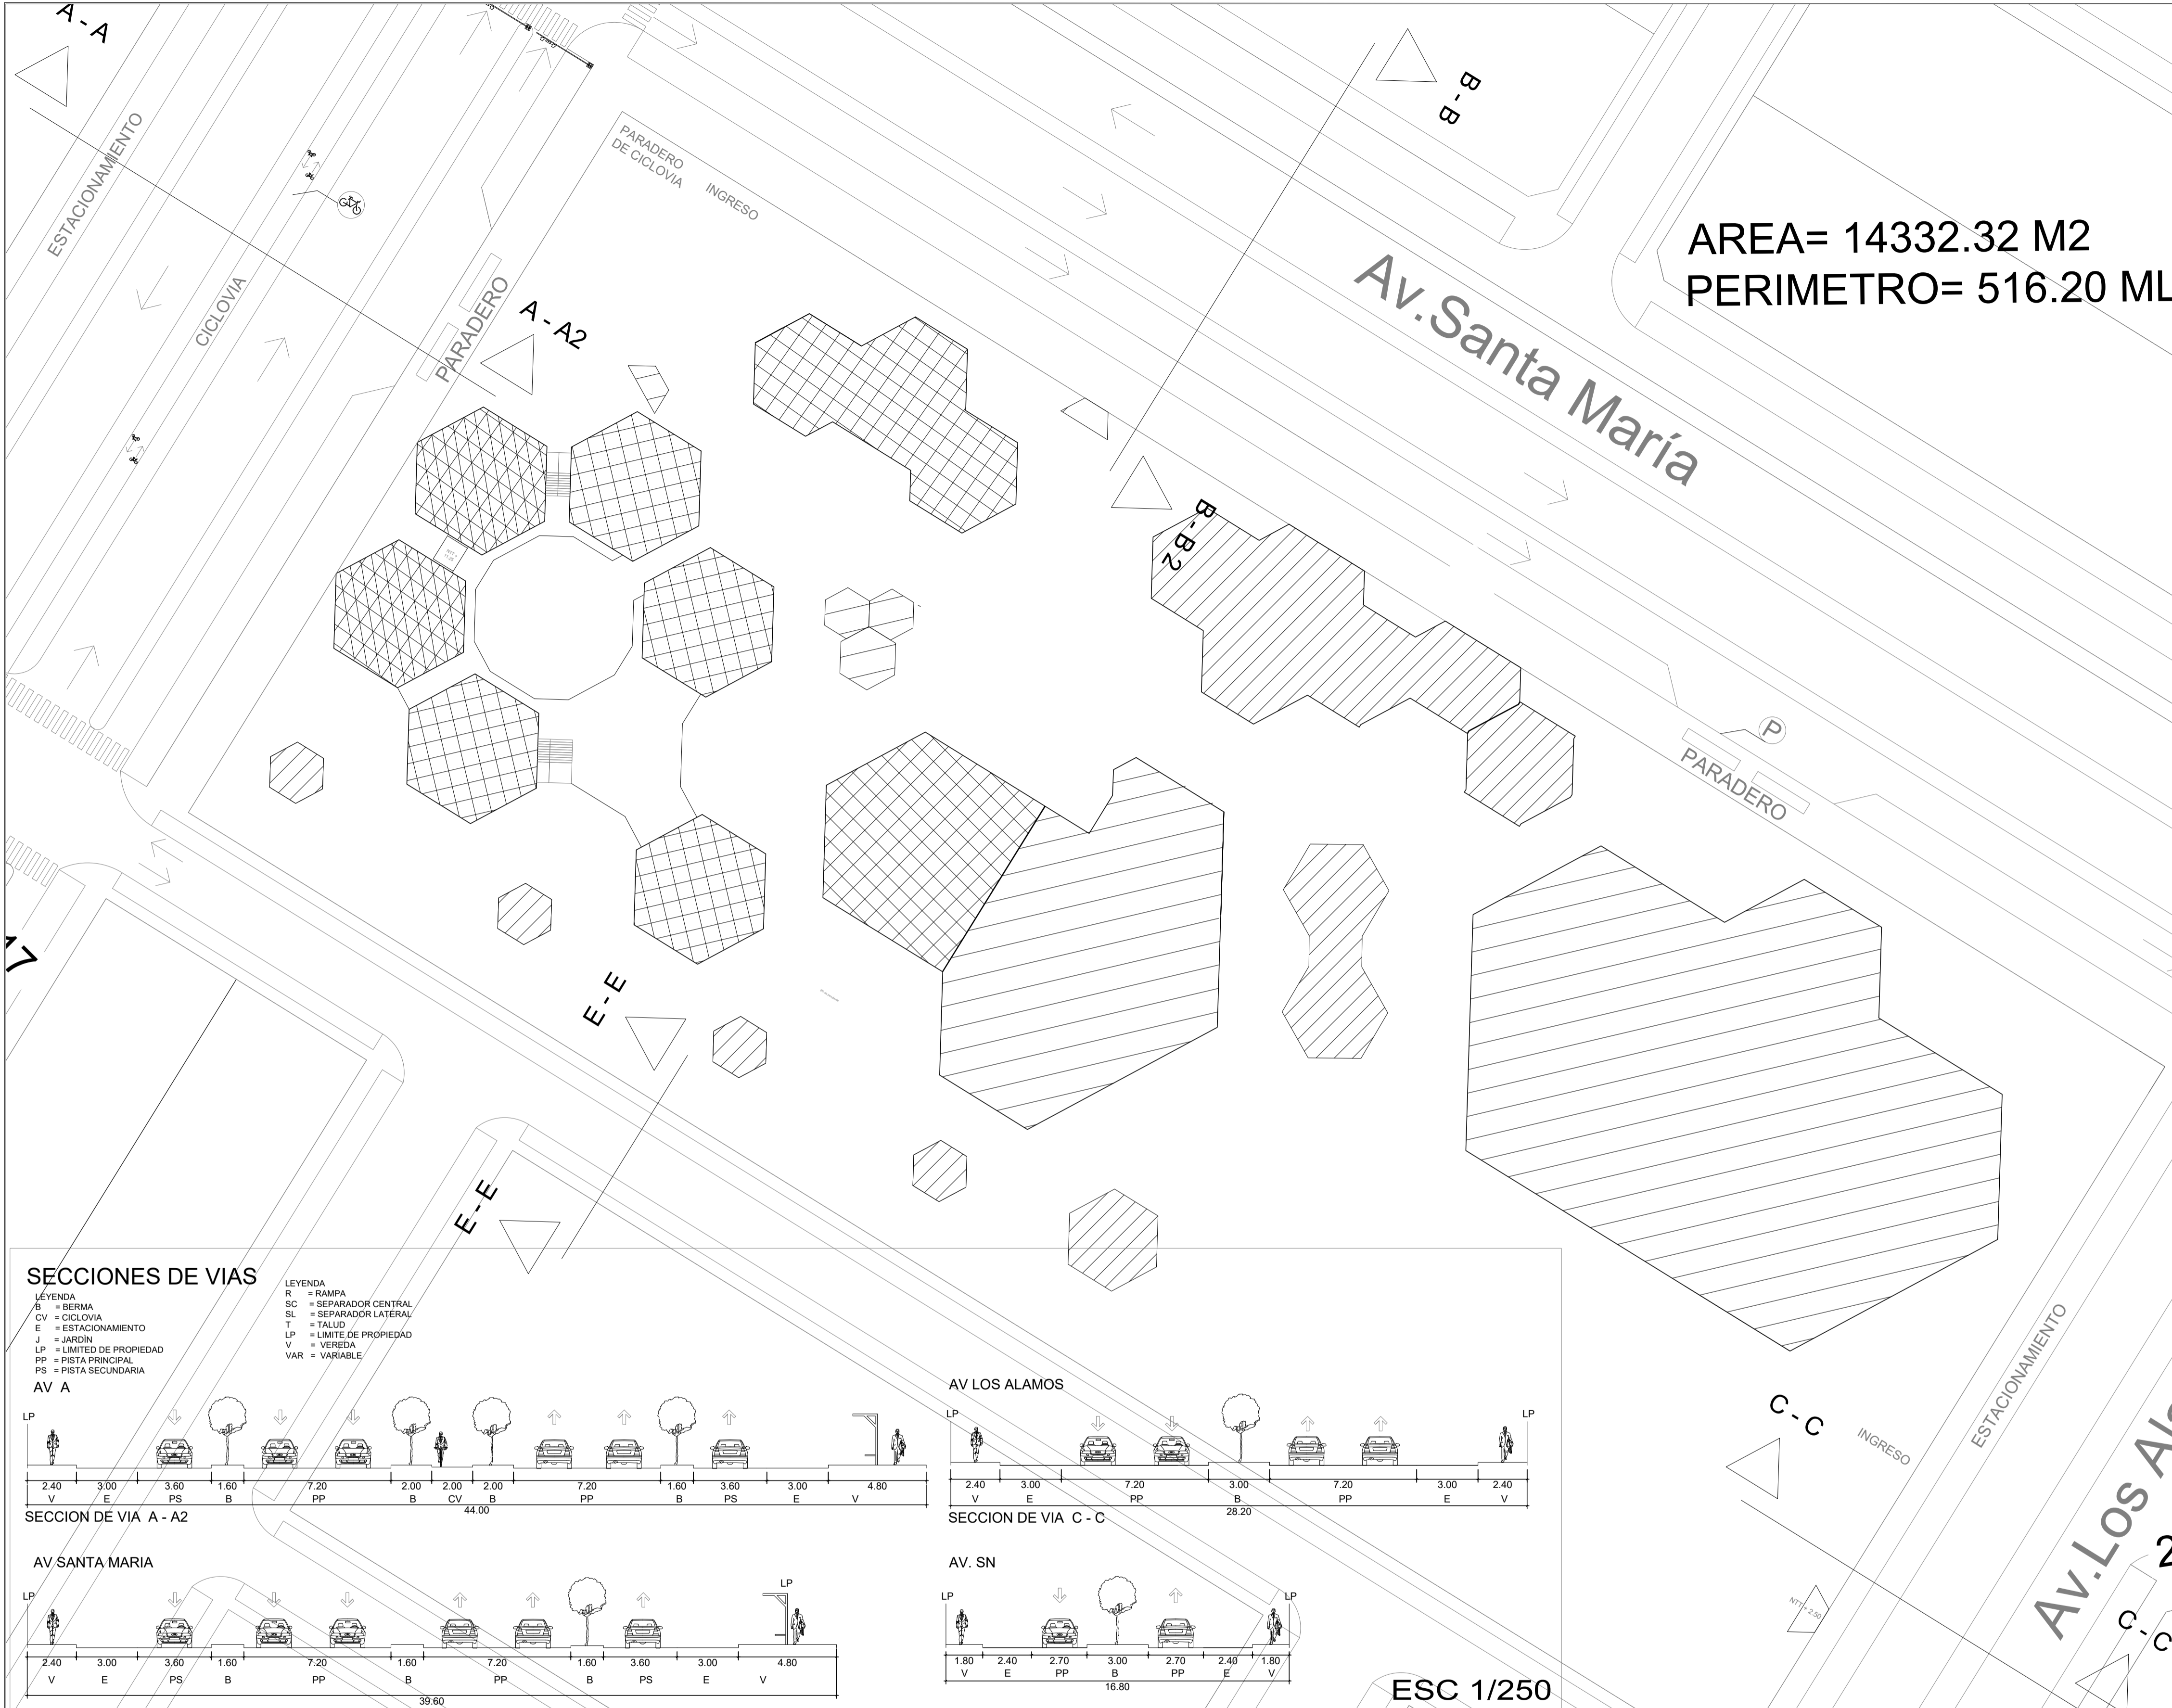 A - A
B - B
ESTACIONAMIENTO
PARADERO
DE CICLOVIA
INGRESO
AREA= 14332.32 M2
PERIMETRO= 516.20 ML
CICLOVIA
PARADERO
A - A2
Av.Santa María
B - B2
P
PARADERO
17
E - E
E - E
C - C
INGRESO
ESTACIONAMIENTO
Av.LOS Ala
2
NTT + 2.50
C - C
SECCIONES DE VIAS
LEYENDA
B = BERMA
CV = CICLOVIA
E = ESTACIONAMIENTO
J = JARDÌN
LP = LIMITED DE PROPIEDAD
PP = PISTA PRINCIPAL
PS = PISTA SECUNDARIA
LEYENDA
R = RAMPA
SC = SEPARADOR CENTRAL
SL = SEPARADOR LATERAL
T = TALUD
LP = LIMITE DE PROPIEDAD
V = VEREDA
VAR = VARIABLE
AV A
LP
2.40 3.00 3.60 1.60 7.20 2.00 2.00 2.00 7.20 1.60 3.60 3.00 4.80
V E PS B PP B CV B PP B PS E V
44.00
SECCION DE VIA A - A2
AV LOS ALAMOS
LP LP
2.40 3.00 7.20 3.00 7.20 3.00 2.40
V E PP B PP E V
28.20
SECCION DE VIA C - C
AV SANTA MARIA
LP LP
2.40 3.00 3.60 1.60 7.20 1.60 7.20 1.60 3.60 3.00 4.80
V E PS B PP B PP B PS E V
39.60
AV. SN
LP LP
1.80 2.40 2.70 3.00 2.70 2.40 1.80
V E PP B PP E V
16.80
ESC 1/250